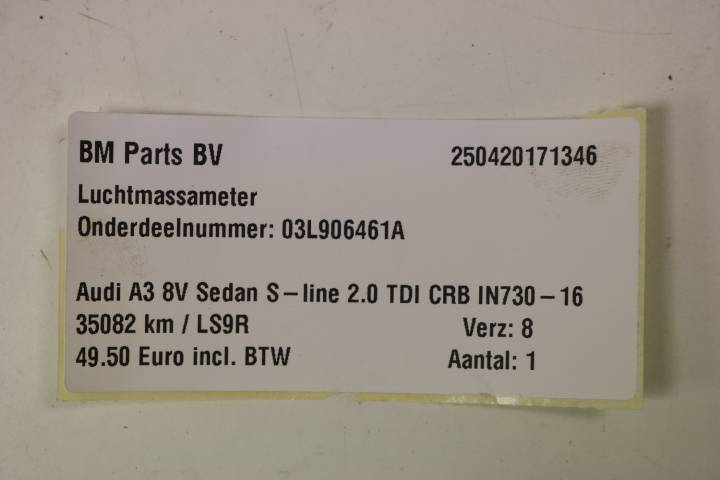 BM Parts BV 250420171346
Luchtmassameter
Onderdeelnummer: 03L906461A
Audi A3 8V Sedan S-line 2.0 TDI CRB IN730-16
35082 km / LS9R Verz: 8
49.50 Euro incl. BTW Aantal: 1